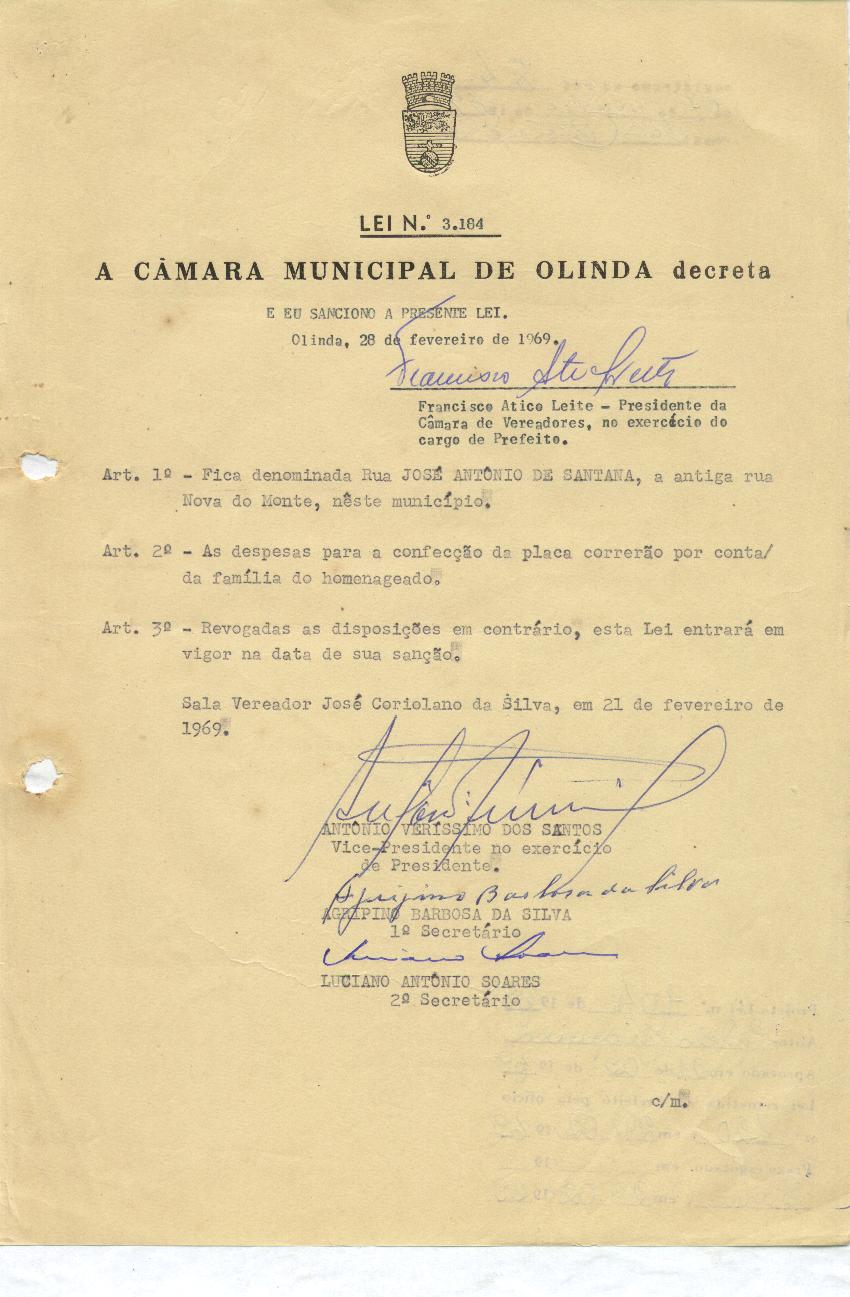 LEI N.º 3.184
A CÂMARA MUNICIPAL DE OLINDA decreta
E EU SANCIONO A PRESENTE LEI.
Olinda, 28 de fevereiro de 1969.
Francisco Atico Leite – Presidente da
Câmara de Vereadores, no exercício do
cargo de Prefeito.
Art. 1º – Fica denominada Rua JOSÉ ANTÔNIO DE SANTANA, a antiga rua
Nova do Monte, nêste município.
Art. 2º – As despesas para a confecção da placa correrão por conta/
da família do homenageado.
Art. 3º – Revogadas as disposições em contrário, esta Lei entrará em
vigor na data de sua sanção.
Sala Vereador José Coriolano da Silva, em 21 de fevereiro de
1969.
ANTÔNIO VERÍSSIMO DOS SANTOS
Vice-Presidente no exercício
de Presidente.
Agripino Barbosa da Silva
AGRIPINO BARBOSA DA SILVA
1º Secretário
Luciano Soares
LUCIANO ANTÔNIO SOARES
2º Secretário
c/m.